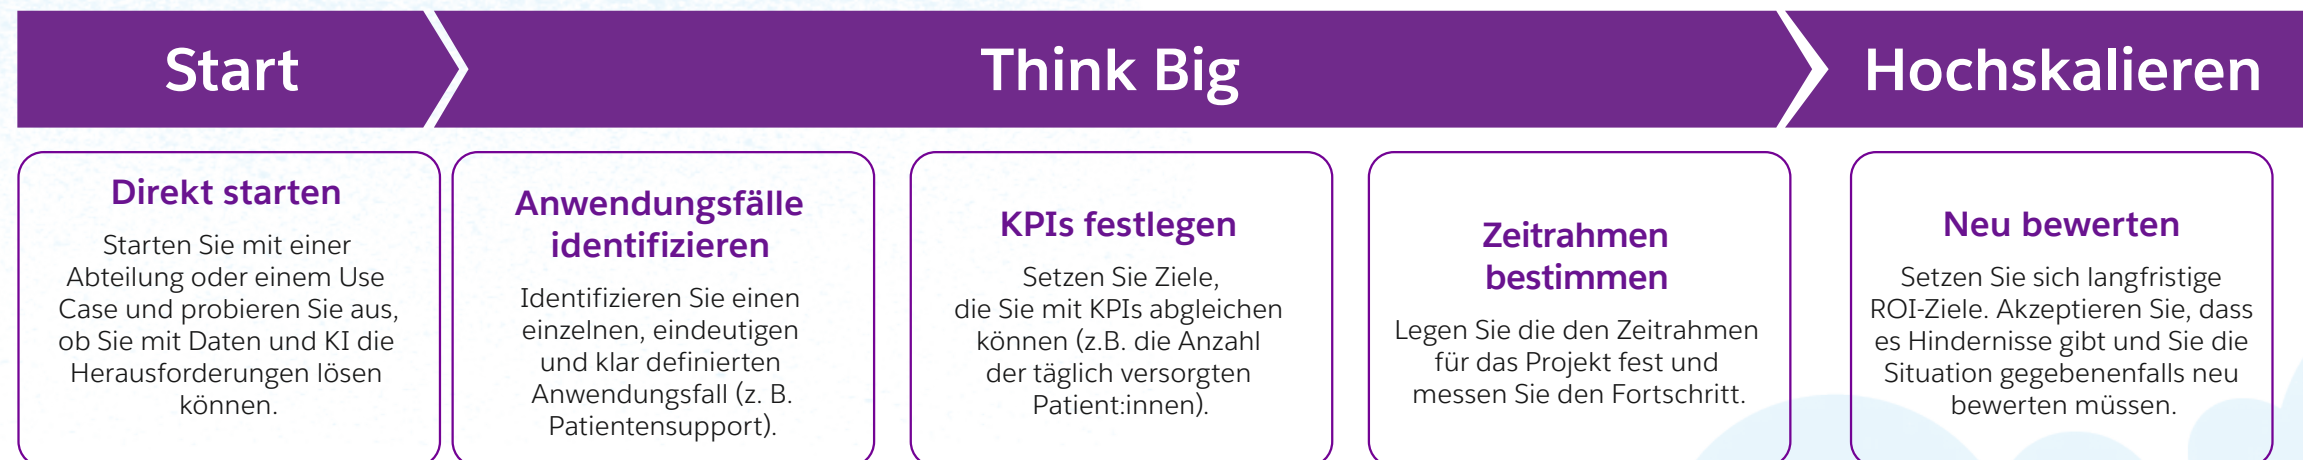 Start
Think Big
Hochskalieren
Direkt starten
Starten Sie mit einer
Abteilung oder einem Use
Case und probieren Sie aus,
ob Sie mit Daten und KI die
Herausforderungen lösen
können.
Anwendungsfälle
identifizieren
Identifizieren Sie einen
einzelnen, eindeutigen
und klar definierten
Anwendungsfall (z. B.
Patientensupport).
KPIs festlegen
Setzen Sie Ziele,
die Sie mit KPIs abgleichen
können (z.B. die Anzahl
der täglich versorgten
Patient:innen).
Zeitrahmen
bestimmen
Legen Sie die den Zeitrahmen
für das Projekt fest und
messen Sie den Fortschritt.
Neu bewerten
Setzen Sie sich langfristige
ROI-Ziele. Akzeptieren Sie, dass
es Hindernisse gibt und Sie die
Situation gegebenenfalls neu
bewerten müssen.